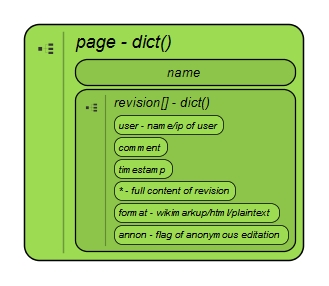 page - dict()
name
revision[] - dict()
user - name/ip of user
comment
timestamp
* - full content of revision
format - wikimarkup/html/plaintext
annon - flag of anonymous editation